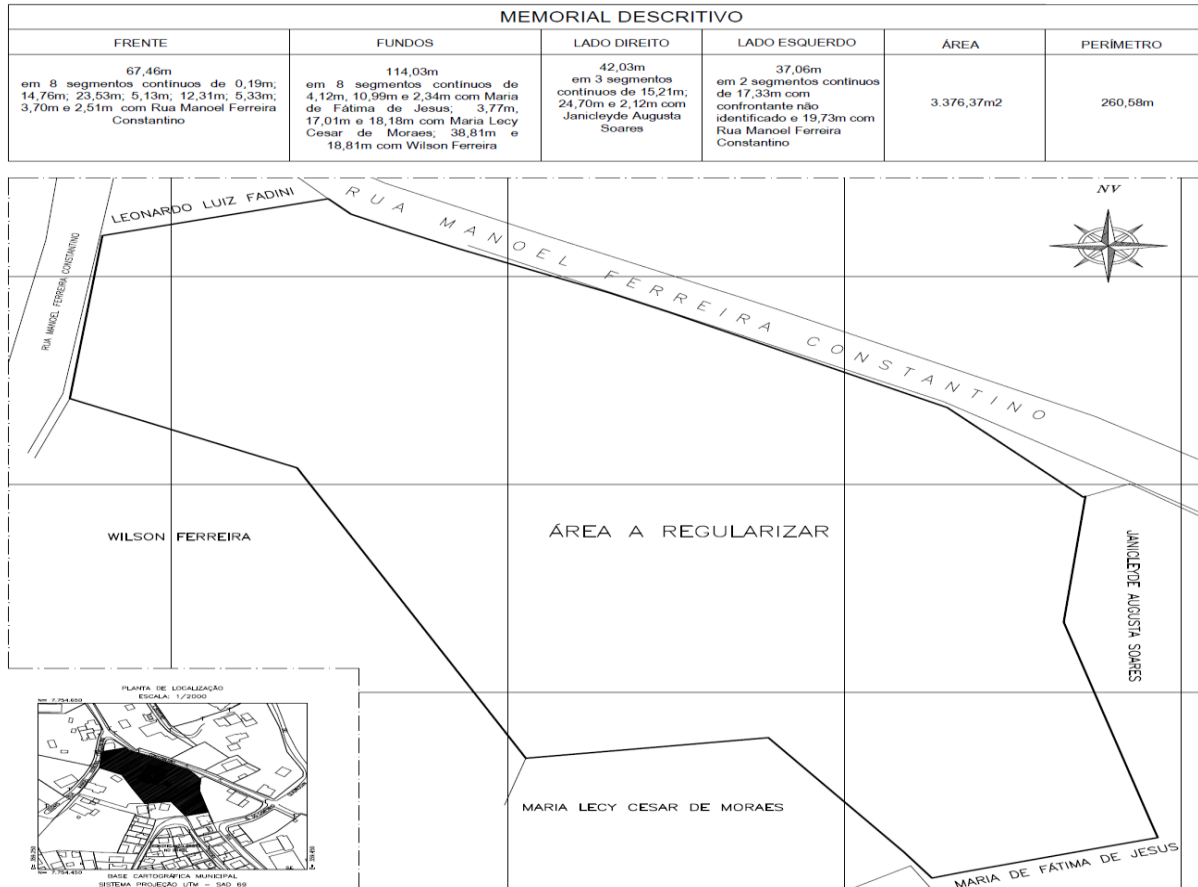 MEMORIAL DESCRITIVO
FRENTE
FUNDOS
LADO DIREITO
LADO ESQUERDO
ÁREA
PERÍMETRO
67,46m
em 8 segmentos contínuos de 0,19m;
14,76m; 23,53m; 5,13m; 12,31m; 5,33m;
3,70m e 2,51m com Rua Manoel Ferreira
Constantino
114,03m
em 8 segmentos contínuos de
4,12m, 10,99m e 2,34m com Maria
de Fátima de Jesus; 3,77m,
17,01m e 18,18m com Maria Lecy
Cesar de Moraes; 38,81m e
18,81m com Wilson Ferreira
42,03m
em 3 segmentos
contínuos de 15,21m;
24,70m e 2,12m com
Janicleyde Augusta
Soares
37,06m
em 2 segmentos contínuos
de 17,33m com
confrontante não
identificado e 19,73m com
Rua Manoel Ferreira
Constantino
3.376,37m2
260,58m
LEONARDO LUIZ FADINI
RUA MANOEL FERREIRA CONSTANTINO
NV
RUA MANOEL FERREIRA CONSTANTINO
WILSON FERREIRA
ÁREA A REGULARIZAR
JANICLEYDE AUGUSTA SOARES
MARIA LECY CESAR DE MORAES
MARIA DE FÁTIMA DE JESUS
PLANTA DE LOCALIZAÇÃO
ESCALA: 1/2000
7.754.650
7.754.450
BASE CARTOGRÁFICA MUNICIPAL
SISTEMA PROJEÇÃO UTM – SAD 69